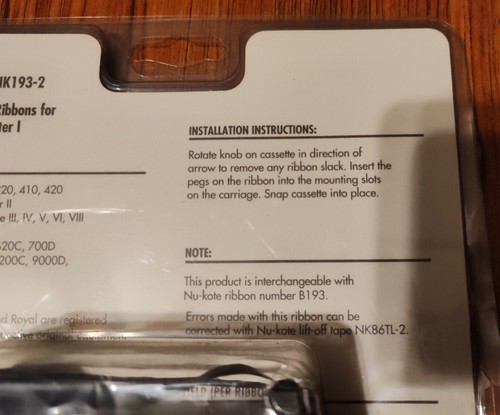 NK193-2
Ribbons for
ter I
INSTALLATION INSTRUCTIONS:
Rotate knob on cassette in direction of
arrow to remove any ribbon slack. Insert the
pegs on the ribbon into the mounting slots
on the carriage. Snap cassette into place.
20, 410, 420
r II
e III, IV, V, VI, VIII
520C, 700D
200C, 9000D,
NOTE:
This product is interchangeable with
Nu-kote ribbon number B193.
Errors made with this ribbon can be
corrected with Nu-kote lift-off tape NK86TL-2.
d Royal are registered